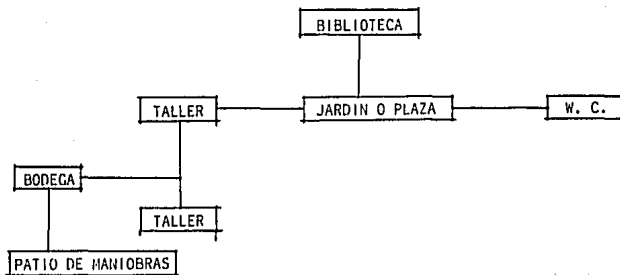 BIBLIOTECA
TALLER
JARDIN O PLAZA
W. C.
BODEGA
TALLER
PATIO DE MANIOBRAS